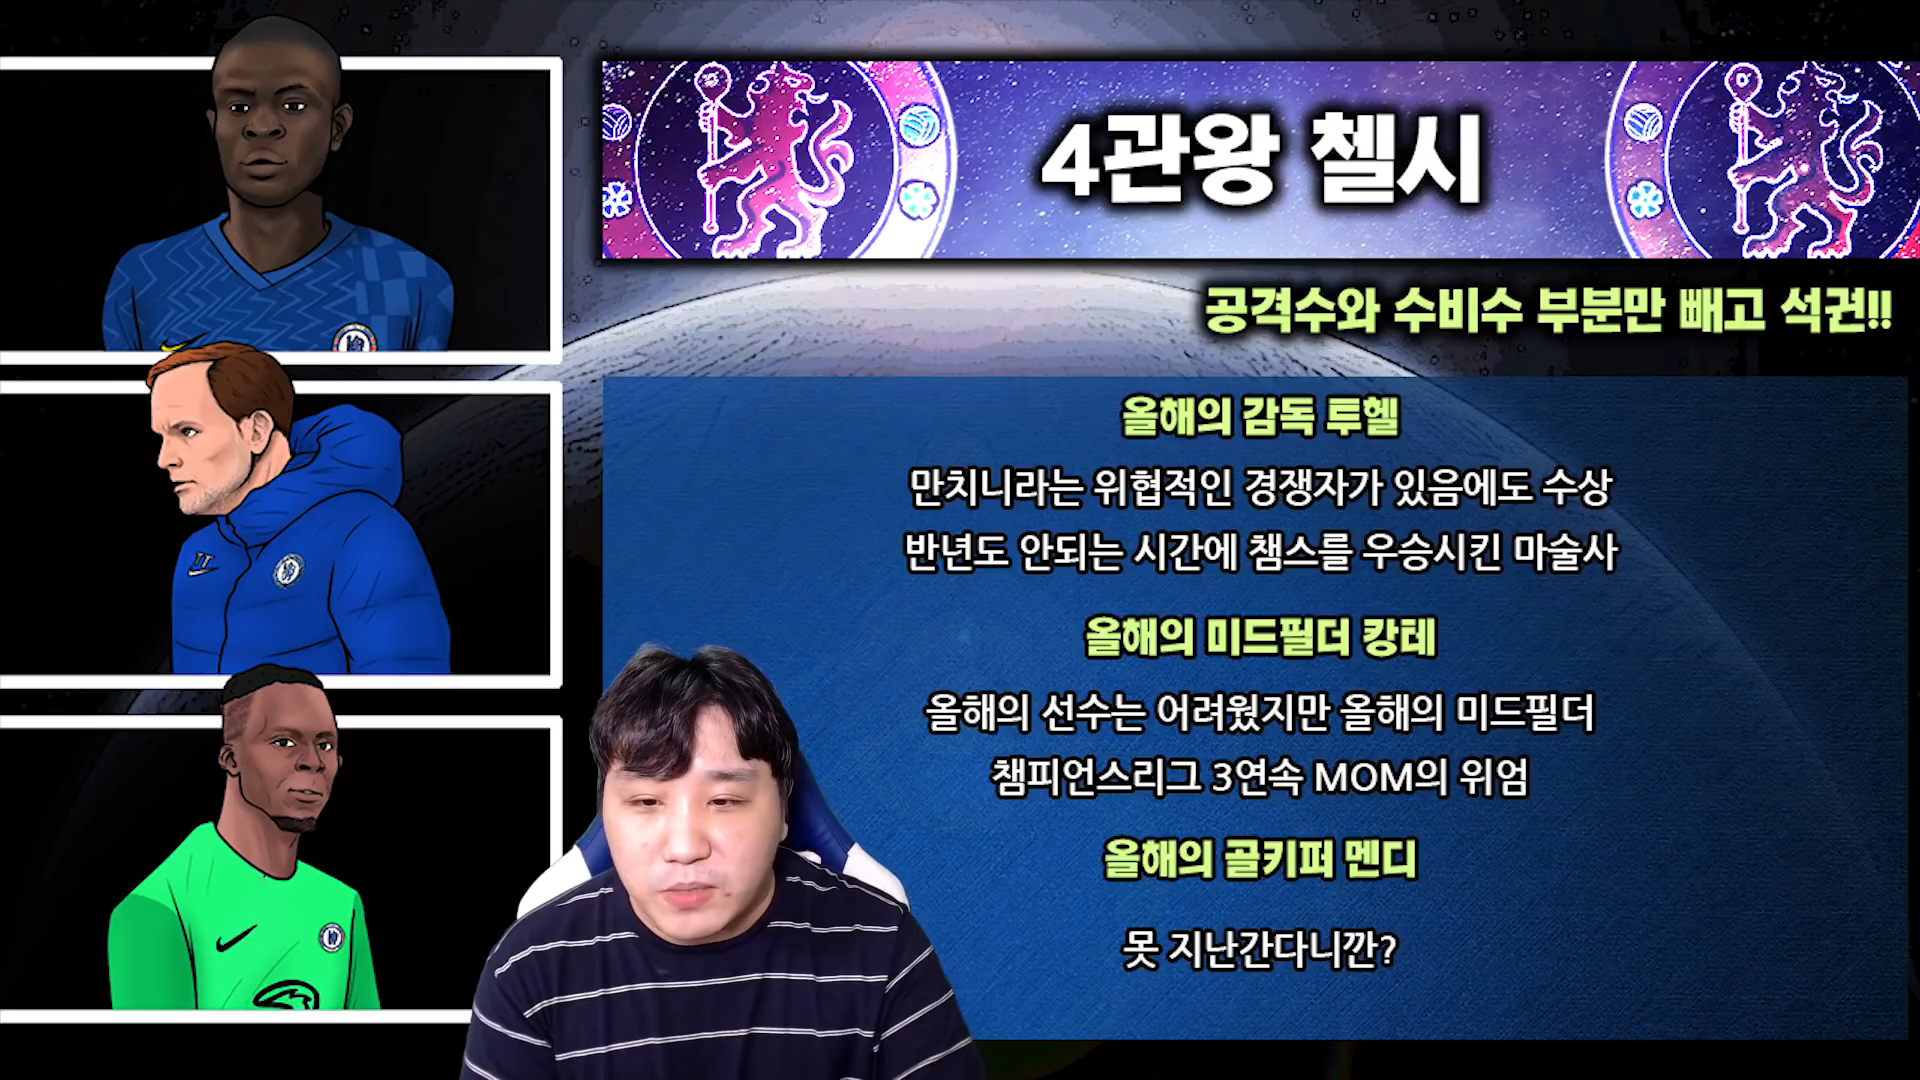 4관왕 첼시
공격수와 수비수 부분만 빼고 석권!!
올해의 감독 투헬
만치니라는 위협적인 경쟁자가 있음에도 수상
반년도 안되는 시간에 챔스를 우승시킨 마술사
올해의 미드필더 캉테
올해의 선수는 어려웠지만 올해의 미드필더
챔피언스리그 3연속 MOM의 위엄
올해의 골키퍼 멘디
못 지난간다니깐?
TT